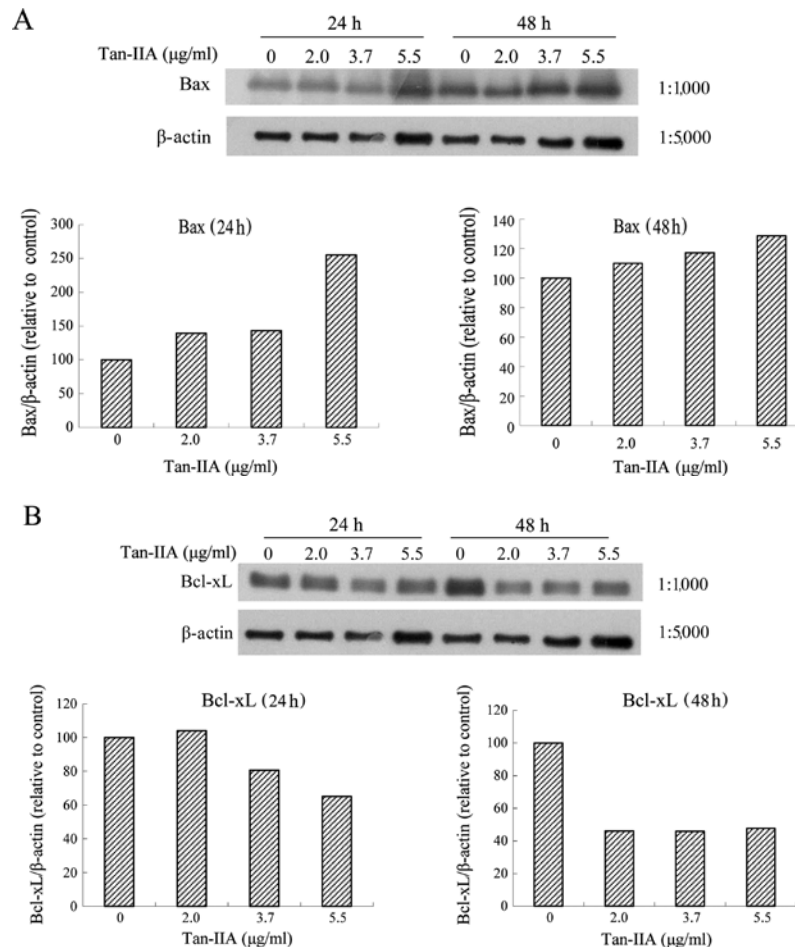 A
24 h 48 h
Tan-IIA (μg/ml) 0 2.0 3.7 5.5 0 2.0 3.7 5.5
Bax 1:1,000
β-actin 1:5,000
Bax (24h)
Bax/β-actin (relative to control)
300
250
200
150
100
50
0
0 2.0 3.7 5.5
Tan-IIA (μg/ml)
Bax (48h)
Bax/β-actin (relative to control)
140
120
100
80
60
40
20
0
0 2.0 3.7 5.5
Tan-IIA (μg/ml)
B
24 h 48 h
Tan-IIA (μg/ml) 0 2.0 3.7 5.5 0 2.0 3.7 5.5
Bcl-xL 1:1,000
β-actin 1:5,000
Bcl-xL (24h)
Bcl-xL/β-actin (relative to control)
120
100
80
60
40
20
0
0 2.0 3.7 5.5
Tan-IIA (μg/ml)
Bcl-xL (48h)
Bcl-xL/β-actin (relative to control)
120
100
80
60
40
20
0
0 2.0 3.7 5.5
Tan-IIA (μg/ml)